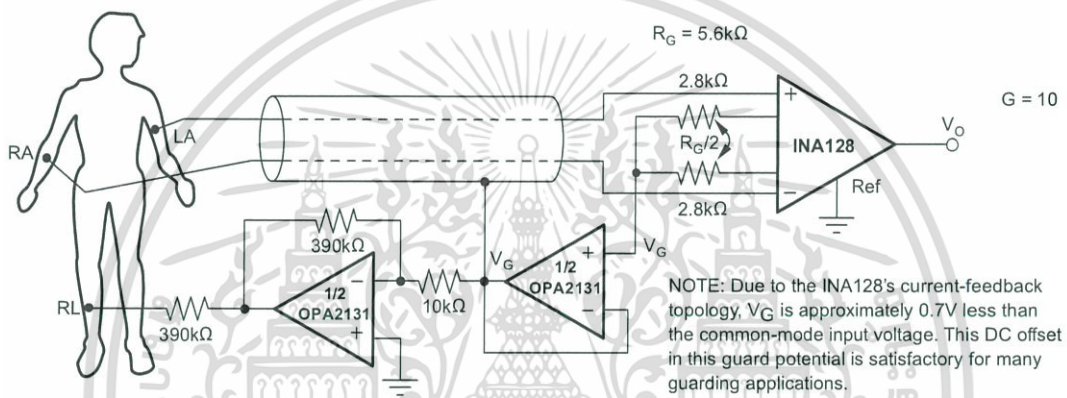 R_G = 5.6kΩ
2.8kΩ
G = 10
V_O
LA
RA
R_G/2
INA128
+
−
Ref
2.8kΩ
390kΩ
V_G
+
V_G
1/2
OPA2131
−
−
1/2
OPA2131
+
10kΩ
RL
390kΩ
NOTE: Due to the INA128's current-feedback
topology, V_G is approximately 0.7V less than
the common-mode input voltage. This DC offset
in this guard potential is satisfactory for many
guarding applications.